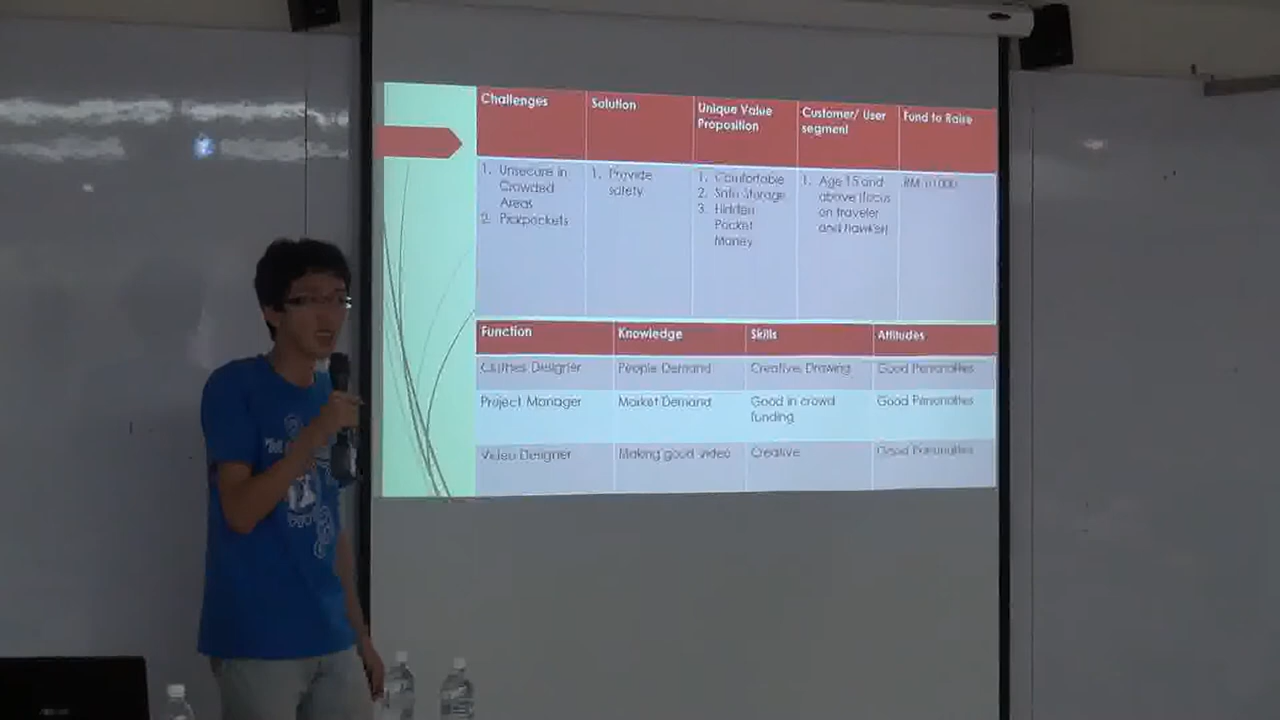 Challenges
Solution
Unique Value
Proposition
Customer/ User
segment
Fund to Raise
1. Unsecure in
Crowded
Areas
2. Pickpockets
1. Provide
safety
1. Comfortable
2. Safe Storage
3. Hidden
Pocket
Money
1. Age 15 and
above (focus
on traveler
and hawker)
RM
Function
Knowledge
Skills
Attitudes
Clothes Designer
People Demand
Creative, Drawing
Good Personalities
Project Manager
Market Demand
Good in crowd
funding
Good Personalities
Video Designer
Making good video
Creative
Good Personalities